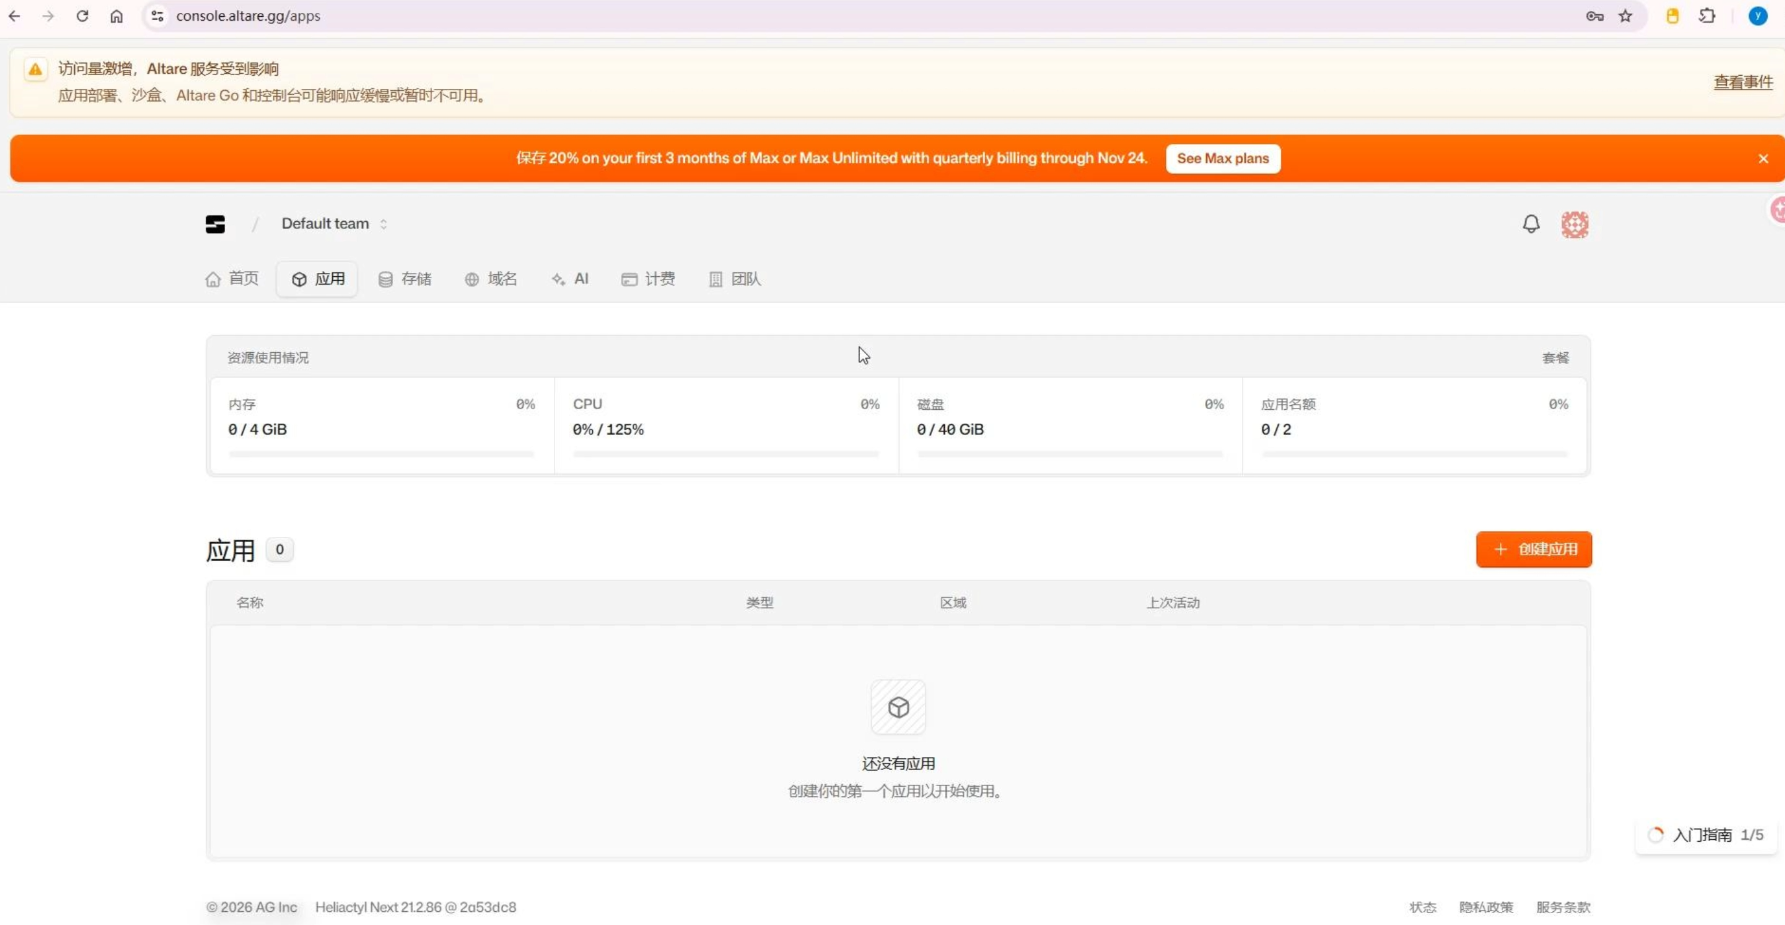 console.altare.gg/apps
y
访问量激增，Altare 服务受到影响
应用部署、沙盒、Altare Go 和控制台可能响应缓慢或暂时不可用。
查看事件
保存 20% on your first 3 months of Max or Max Unlimited with quarterly billing through Nov 24.
See Max plans
/ Default team
首页 应用 存储 域名 AI 计费 团队
资源使用情况 套餐
内存 0% CPU 0% 磁盘 0% 应用名额 0%
0 / 4 GiB 0% / 125% 0 / 40 GiB 0 / 2
应用 0
+ 创建应用
名称 类型 区域 上次活动
还没有应用
创建你的第一个应用以开始使用。
入门指南 1/5
© 2026 AG Inc Heliactyl Next 21.2.86 @ 2a53dc8
状态 隐私政策 服务条款